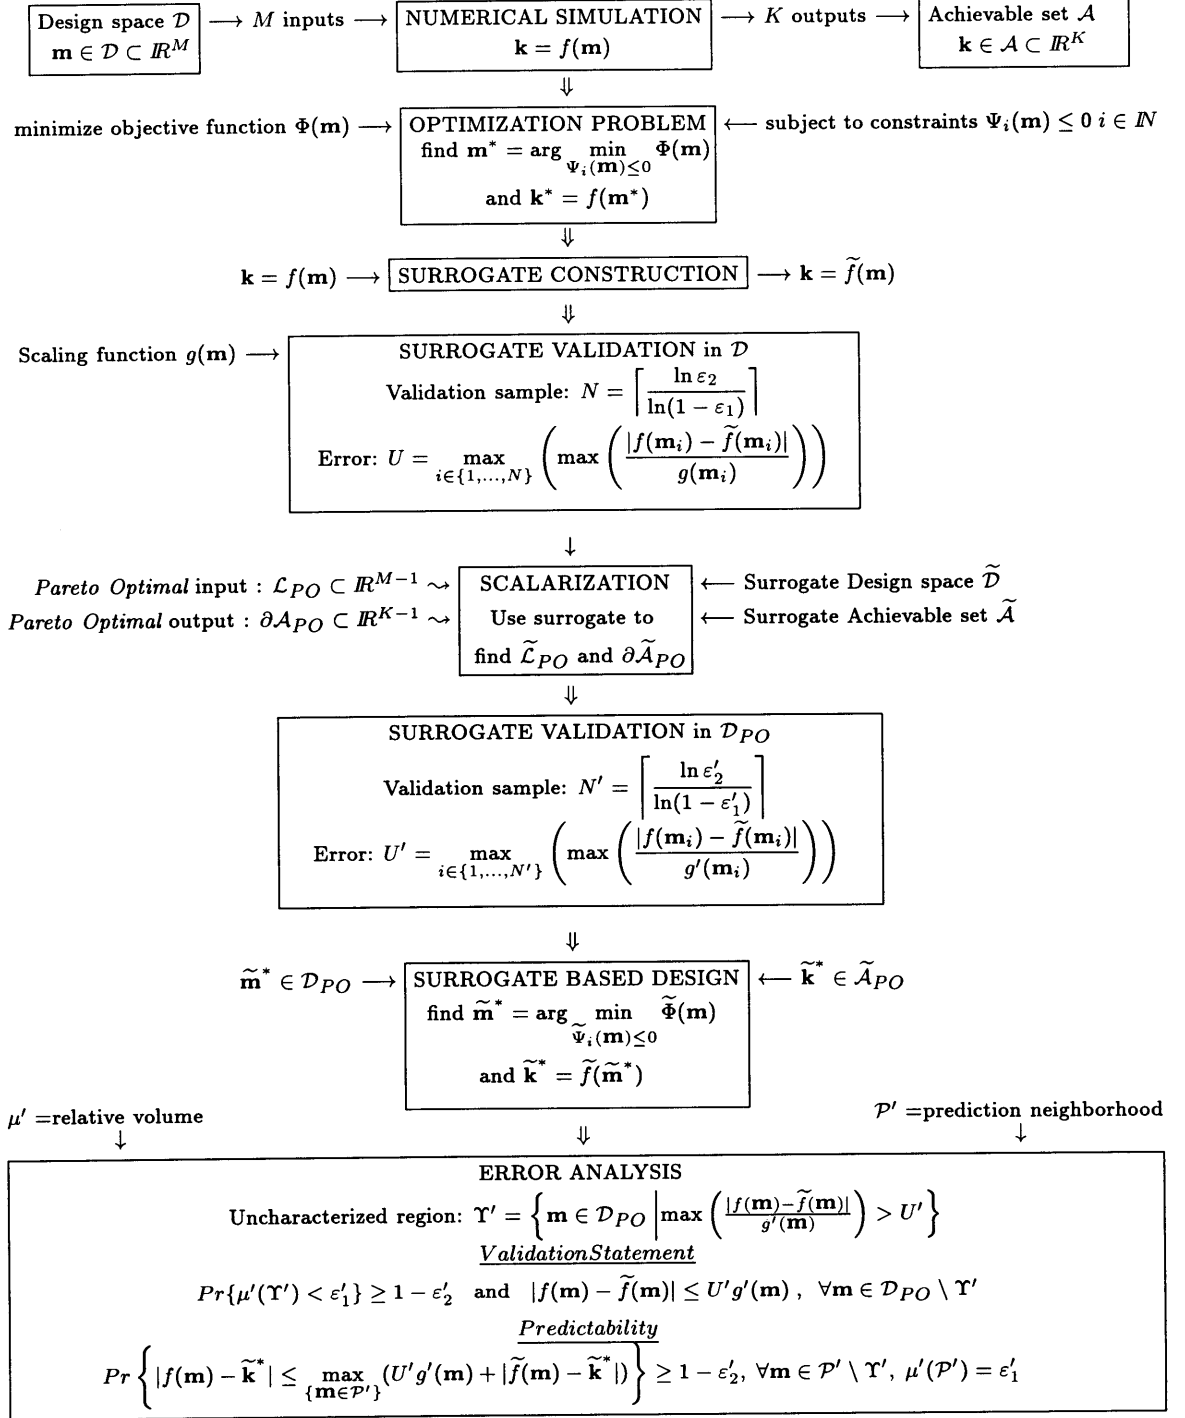 Design space 𝒟 ⟶ M inputs ⟶ NUMERICAL SIMULATION ⟶ K outputs ⟶ Achievable set 𝒜
m ∈ 𝒟 ⊂ ℝ^M
k = f(m)
k ∈ 𝒜 ⊂ ℝ^K
⇓
minimize objective function Φ(m) ⟶ OPTIMIZATION PROBLEM ⟵ subject to constraints Ψ_i(m) ≤ 0 i ∈ ℕ
find m* = arg min_{Ψ_i(m)≤0} Φ(m)
and k* = f(m*)
⇓
k = f(m) ⟶ SURROGATE CONSTRUCTION ⟶ k = f̃(m)
⇓
Scaling function g(m) ⟶ SURROGATE VALIDATION in 𝒟
Validation sample: N = ⌈ ln ε₂ / ln(1 − ε₁) ⌉
Error: U = max_{i∈{1,...,N}} ( max ( |f(m_i) − f̃(m_i)| / g(m_i) ) )
↓
Pareto Optimal input : ℒ_PO ⊂ ℝ^{M−1} ⇝ SCALARIZATION ⟵ Surrogate Design space 𝒟̃
Pareto Optimal output : ∂𝒜_PO ⊂ ℝ^{K−1} ⇝ Use surrogate to ⟵ Surrogate Achievable set 𝒜̃
find ℒ̃_PO and ∂𝒜̃_PO
⇓
SURROGATE VALIDATION in 𝒟_PO
Validation sample: N′ = ⌈ ln ε′₂ / ln(1 − ε′₁) ⌉
Error: U′ = max_{i∈{1,...,N′}} ( max ( |f(m_i) − f̃(m_i)| / g′(m_i) ) )
⇓
m̃* ∈ 𝒟_PO ⟶ SURROGATE BASED DESIGN ⟵ k̃* ∈ 𝒜̃_PO
find m̃* = arg min_{Ψ̃_i(m)≤0} Φ̃(m)
and k̃* = f̃(m̃*)
μ′ =relative volume
𝒫′ =prediction neighborhood
↓ ⇓ ↓
ERROR ANALYSIS
Uncharacterized region: Υ′ = { m ∈ 𝒟_PO | max ( |f(m)−f̃(m)| / g′(m) ) > U′ }
ValidationStatement
Pr{μ′(Υ′) < ε′₁} ≥ 1 − ε′₂ and |f(m) − f̃(m)| ≤ U′g′(m) , ∀m ∈ 𝒟_PO \ Υ′
Predictability
Pr { |f(m) − k̃*| ≤ max_{{m∈𝒫′}} (U′g′(m) + |f̃(m) − k̃*|) } ≥ 1 − ε′₂, ∀m ∈ 𝒫′ \ Υ′, μ′(𝒫′) = ε′₁